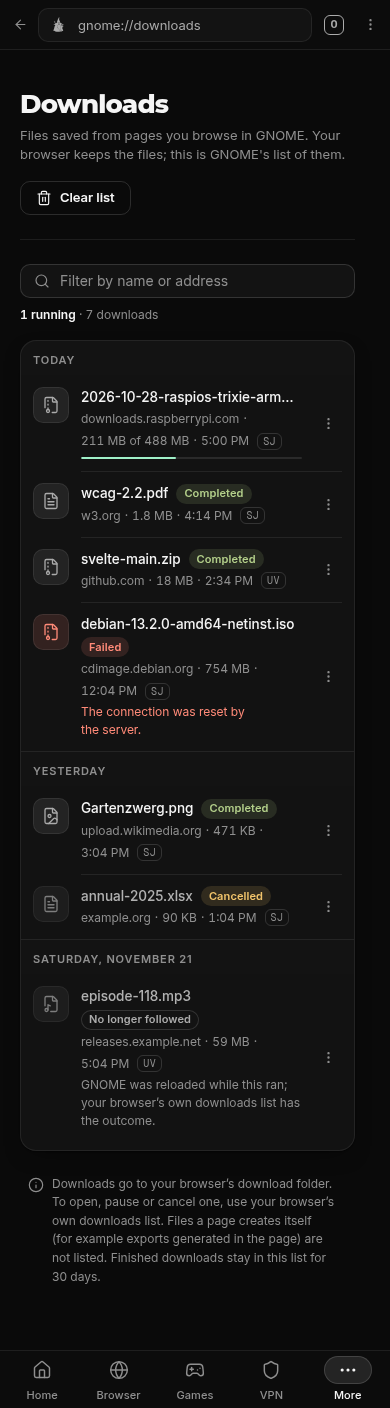 gnome://downloads
0
Downloads
Files saved from pages you browse in GNOME. Your
browser keeps the files; this is GNOME's list of them.
Clear list
Filter by name or address
1 running · 7 downloads
TODAY
2026-10-28-raspios-trixie-arm...
downloads.raspberrypi.com ·
211 MB of 488 MB · 5:00 PM SJ
wcag-2.2.pdf Completed
w3.org · 1.8 MB · 4:14 PM SJ
svelte-main.zip Completed
github.com · 18 MB · 2:34 PM UV
debian-13.2.0-amd64-netinst.iso
Failed
cdimage.debian.org · 754 MB ·
12:04 PM SJ
The connection was reset by
the server.
YESTERDAY
Gartenzwerg.png Completed
upload.wikimedia.org · 471 KB ·
3:04 PM SJ
annual-2025.xlsx Cancelled
example.org · 90 KB · 1:04 PM SJ
SATURDAY, NOVEMBER 21
episode-118.mp3
No longer followed
releases.example.net · 59 MB ·
5:04 PM UV
GNOME was reloaded while this ran;
your browser’s own downloads list has
the outcome.
Downloads go to your browser’s download folder.
To open, pause or cancel one, use your browser’s
own downloads list. Files a page creates itself
(for example exports generated in the page) are
not listed. Finished downloads stay in this list for
30 days.
Home Browser Games VPN More